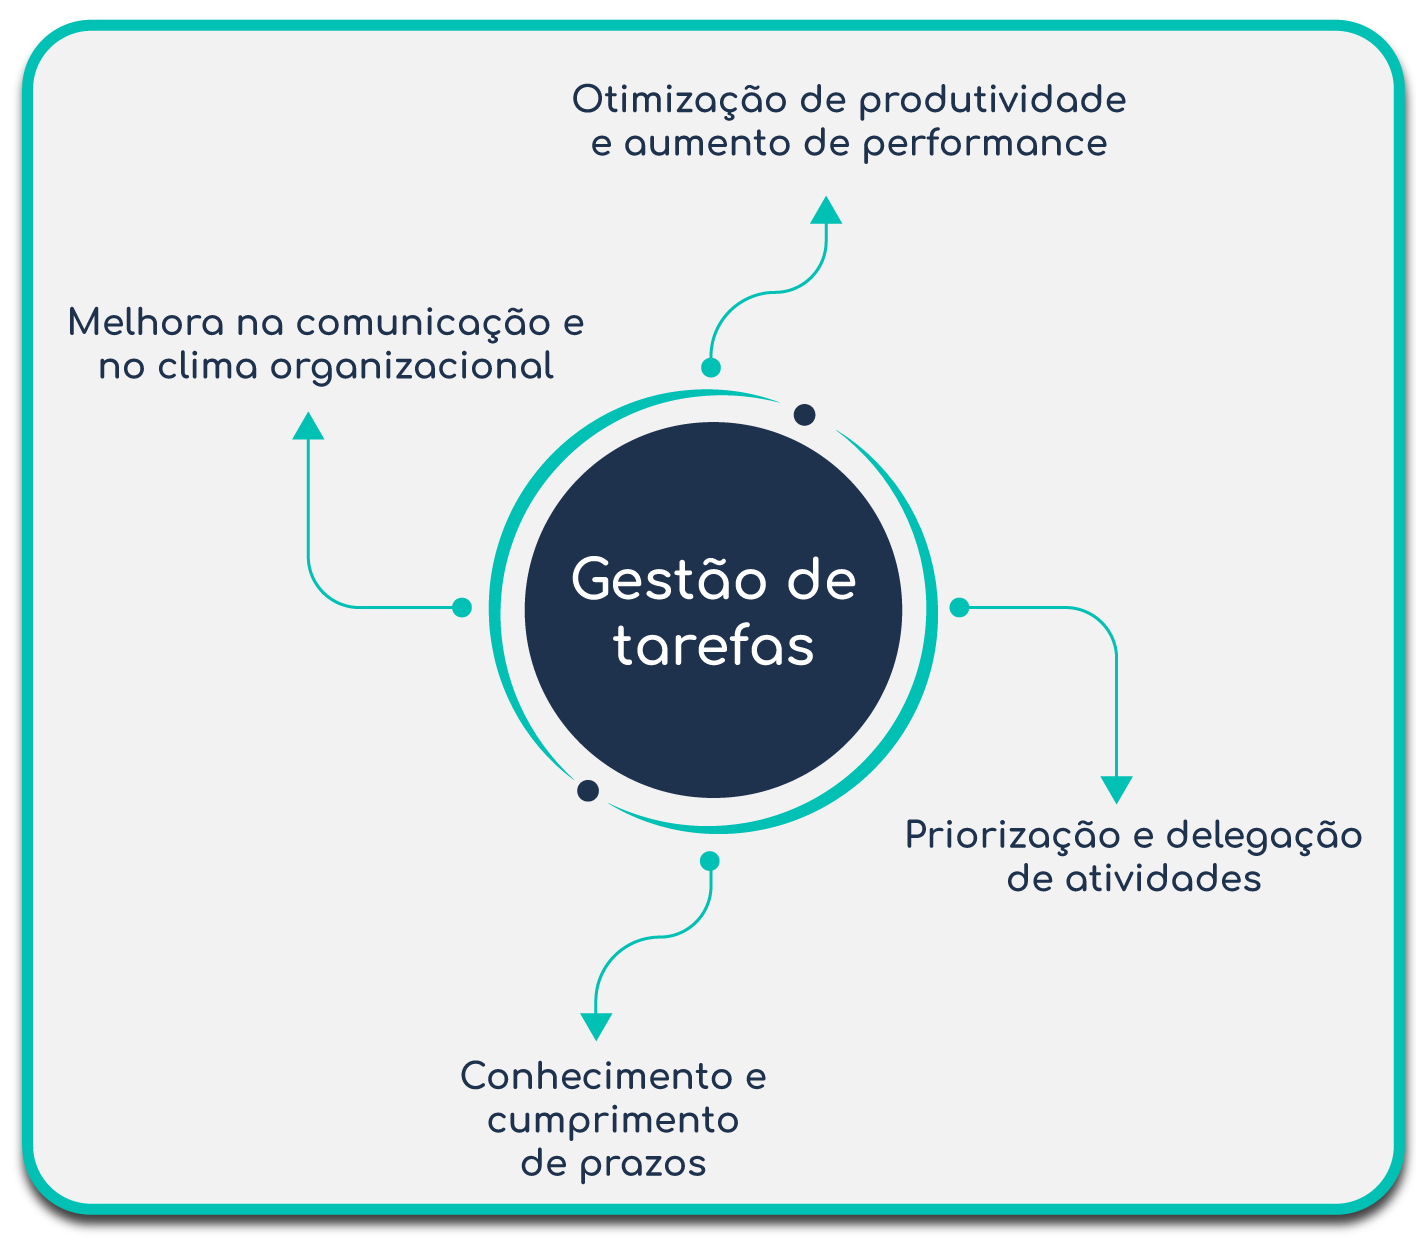 Otimização de produtividade
e aumento de performance
Melhora na comunicação e
no clima organizacional
Gestão de
tarefas
Priorização e delegação
de atividades
Conhecimento e
cumprimento
de prazos